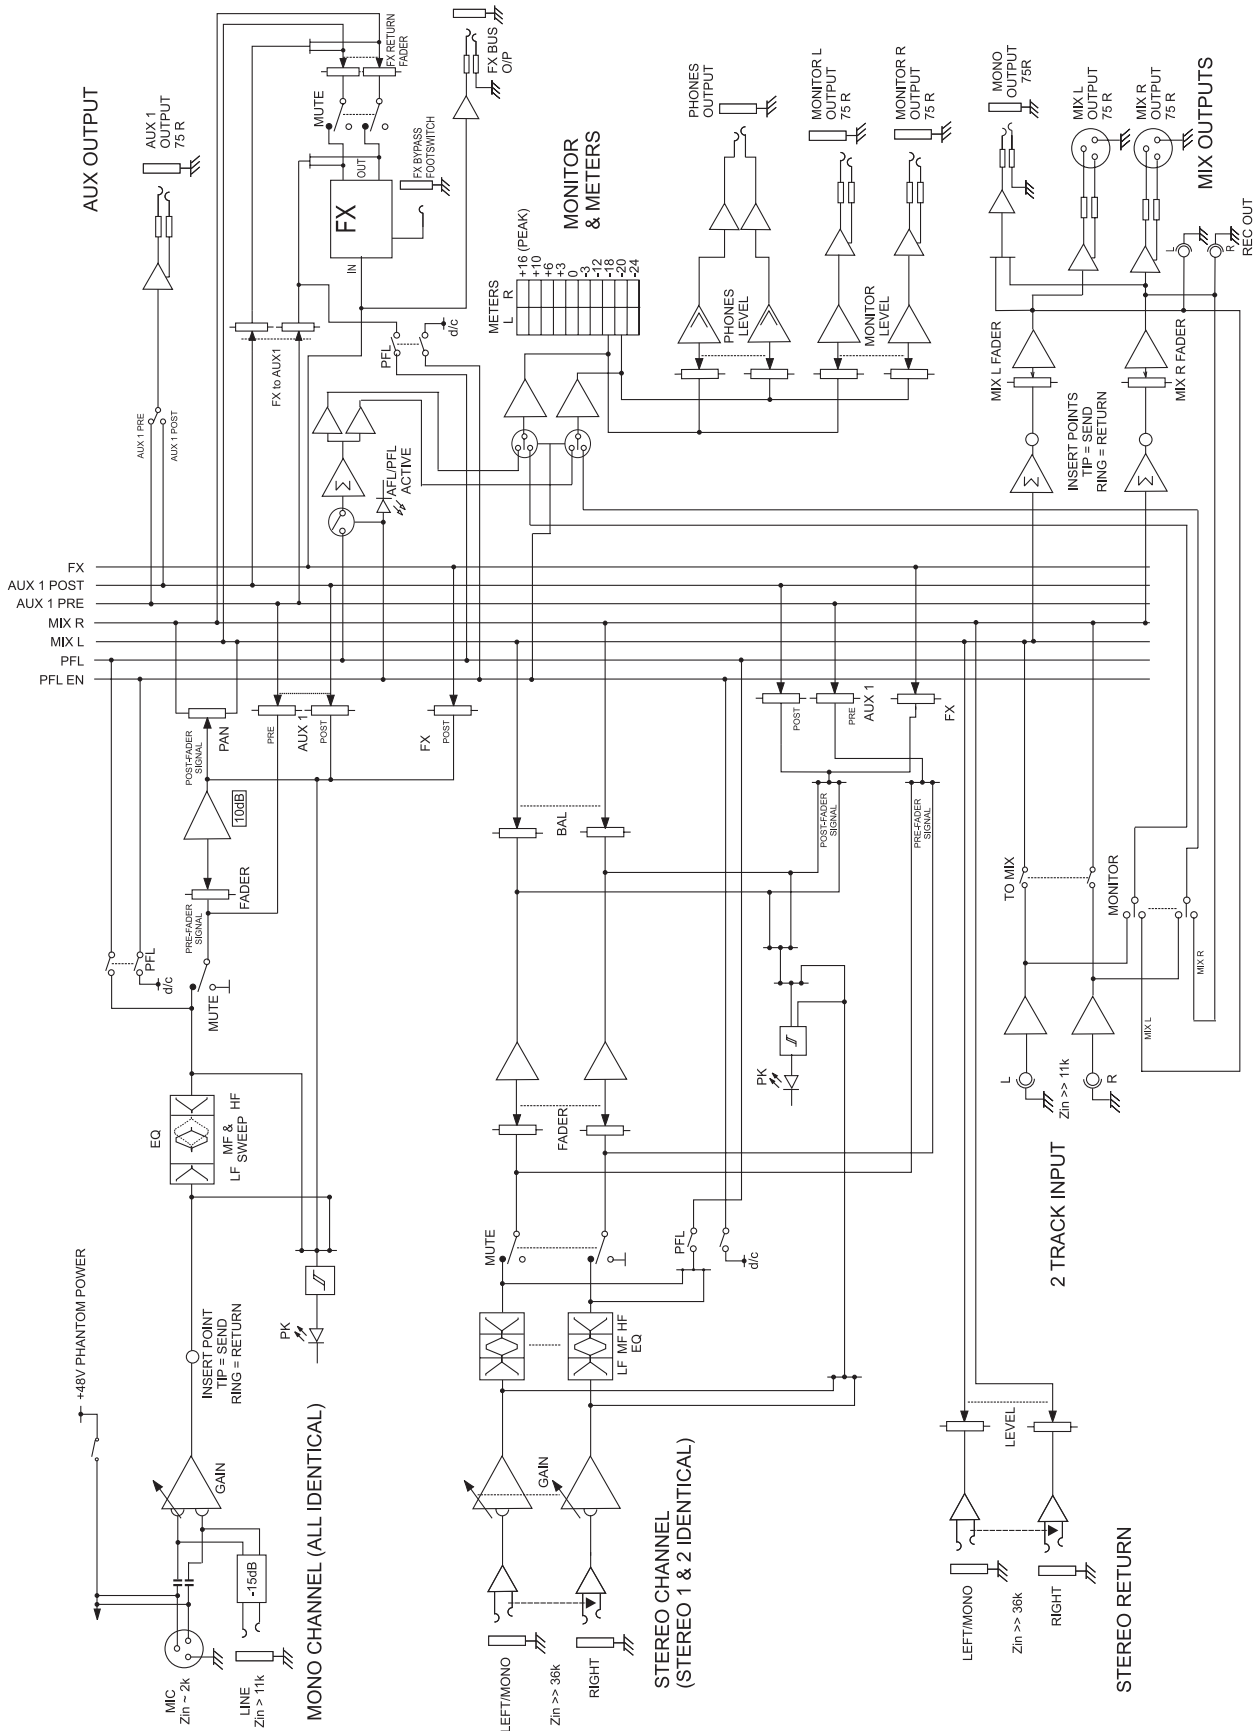 AUX OUTPUT
AUX 1
OUTPUT
75 R
MUTE
FX RETURN
FADER
OUT
FX
IN
FX BYPASS
FOOTSWITCH
FX BUS
O/P
MONITOR
& METERS
METERS
L R
+16 (PEAK)
+10
+6
+3
0
-3
-12
-18
-20
-24
PHONES
OUTPUT
MONITOR L
OUTPUT
75 R
MONITOR R
OUTPUT
75 R
PHONES
LEVEL
MONITOR
LEVEL
MONO
OUTPUT
75R
MIX L
OUTPUT
75 R
MIX R
OUTPUT
75 R
MIX OUTPUTS
L
R
REC OUT
MIX L FADER
MIX R FADER
INSERT POINTS
TIP = SEND
RING = RETURN
Σ
Σ
AUX 1 PRE
AUX 1 POST
FX to AUX1
PFL
d/c
Σ
AFL/PFL
ACTIVE
FX
AUX 1 POST
AUX 1 PRE
MIX R
MIX L
PFL
PFL EN
POST-FADER
SIGNAL
PAN
10dB
FADER
PRE-FADER
SIGNAL
PRE
AUX 1
POST
FX
POST
PFL
d/c
MUTE
EQ
LF
MF &
SWEEP
HF
INSERT POINT
TIP = SEND
RING = RETURN
PK
+48V PHANTOM POWER
GAIN
-15dB
MIC
Zin ~ 2k
LINE
Zin > 11k
MONO CHANNEL (ALL IDENTICAL)
BAL
FADER
MUTE
PFL
d/c
LF MF HF
EQ
GAIN
LEFT/MONO
Zin >> 36k
RIGHT
STEREO CHANNEL
(STEREO 1 & 2 IDENTICAL)
POST
PRE
AUX 1
FX
POST-FADER
SIGNAL
PRE-FADER
SIGNAL
PK
TO MIX
MONITOR
MIX L
MIX R
L
Zin >> 11k
R
2 TRACK INPUT
LEVEL
LEFT/MONO
Zin >> 36k
RIGHT
STEREO RETURN